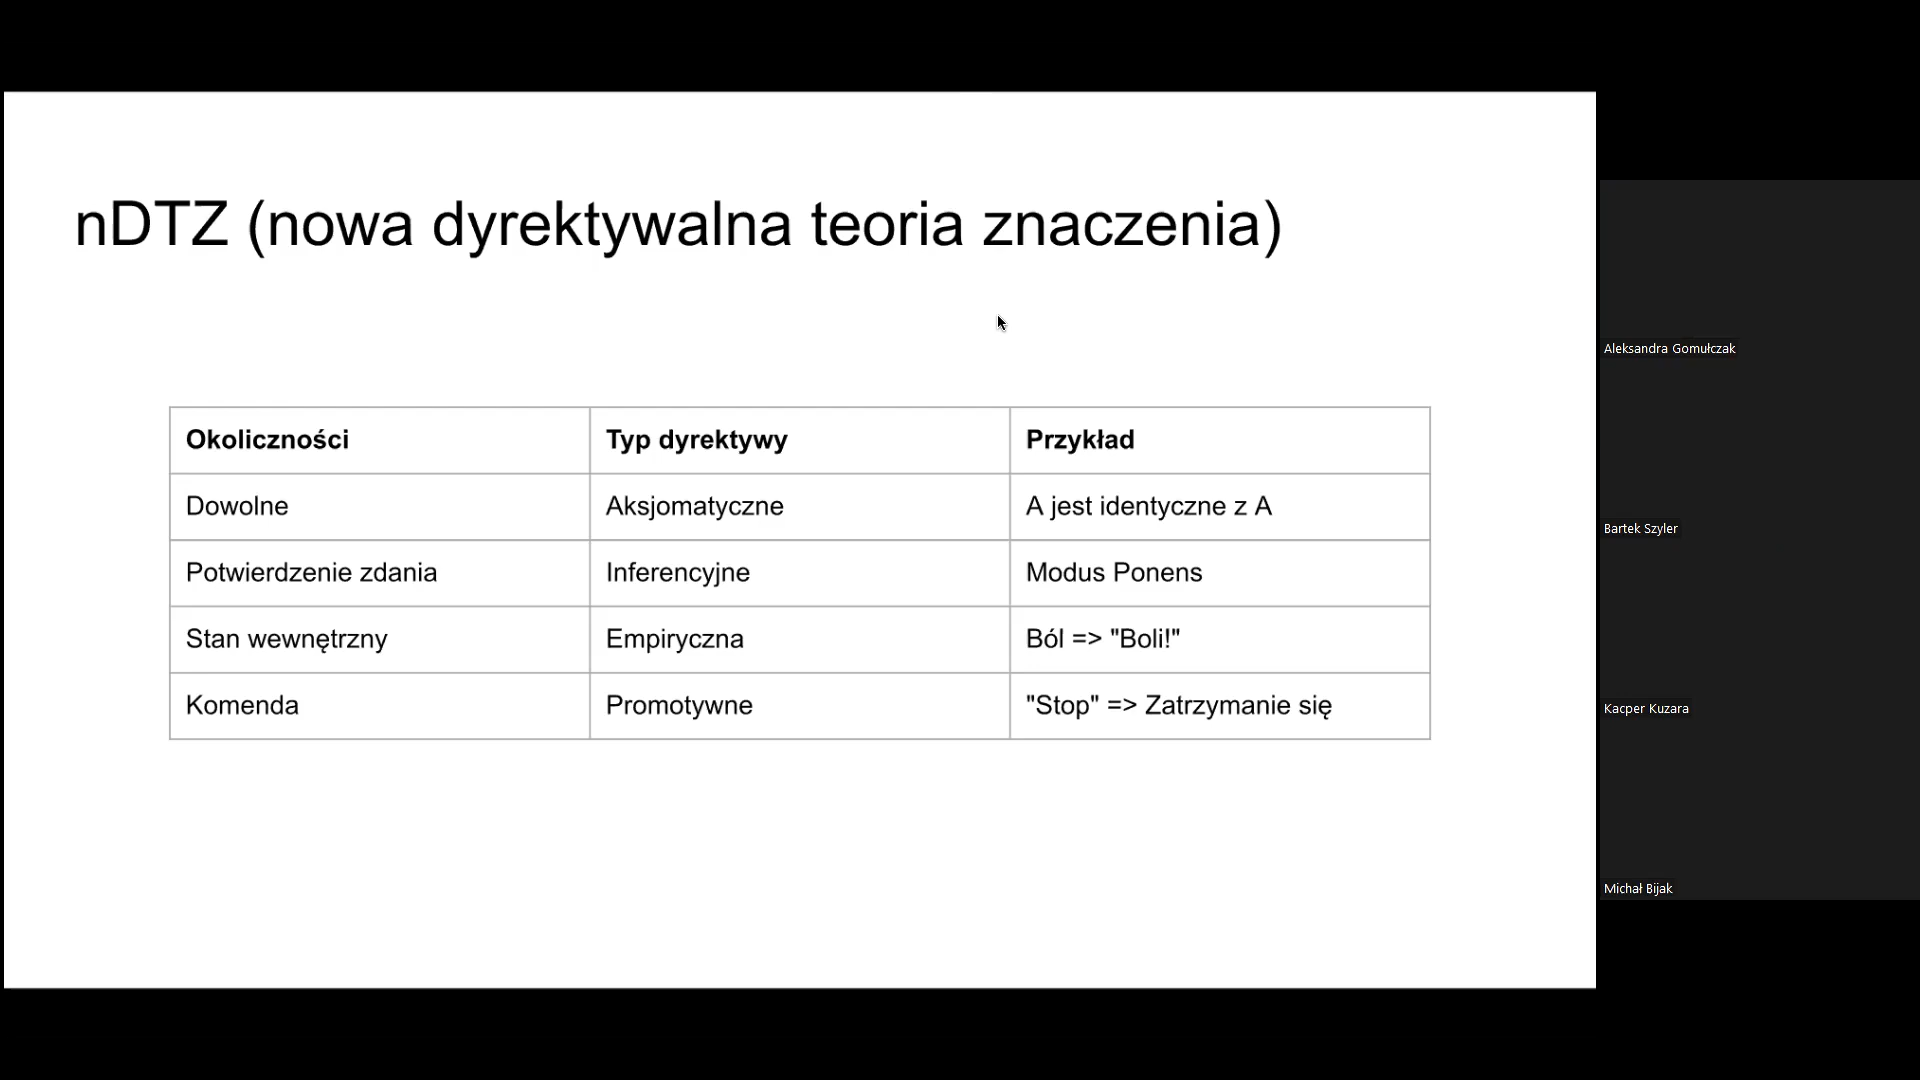 nDTZ (nowa dyrektywalna teoria znaczenia)
Okoliczności Typ dyrektywy Przykład
Dowolne Aksjomatyczne A jest identyczne z A
Potwierdzenie zdania Inferencyjne Modus Ponens
Stan wewnętrzny Empiryczna Ból => "Boli!"
Komenda Promotywne "Stop" => Zatrzymanie się
Aleksandra Gomułczak
Bartek Szyler
Kacper Kuzara
Michał Bijak